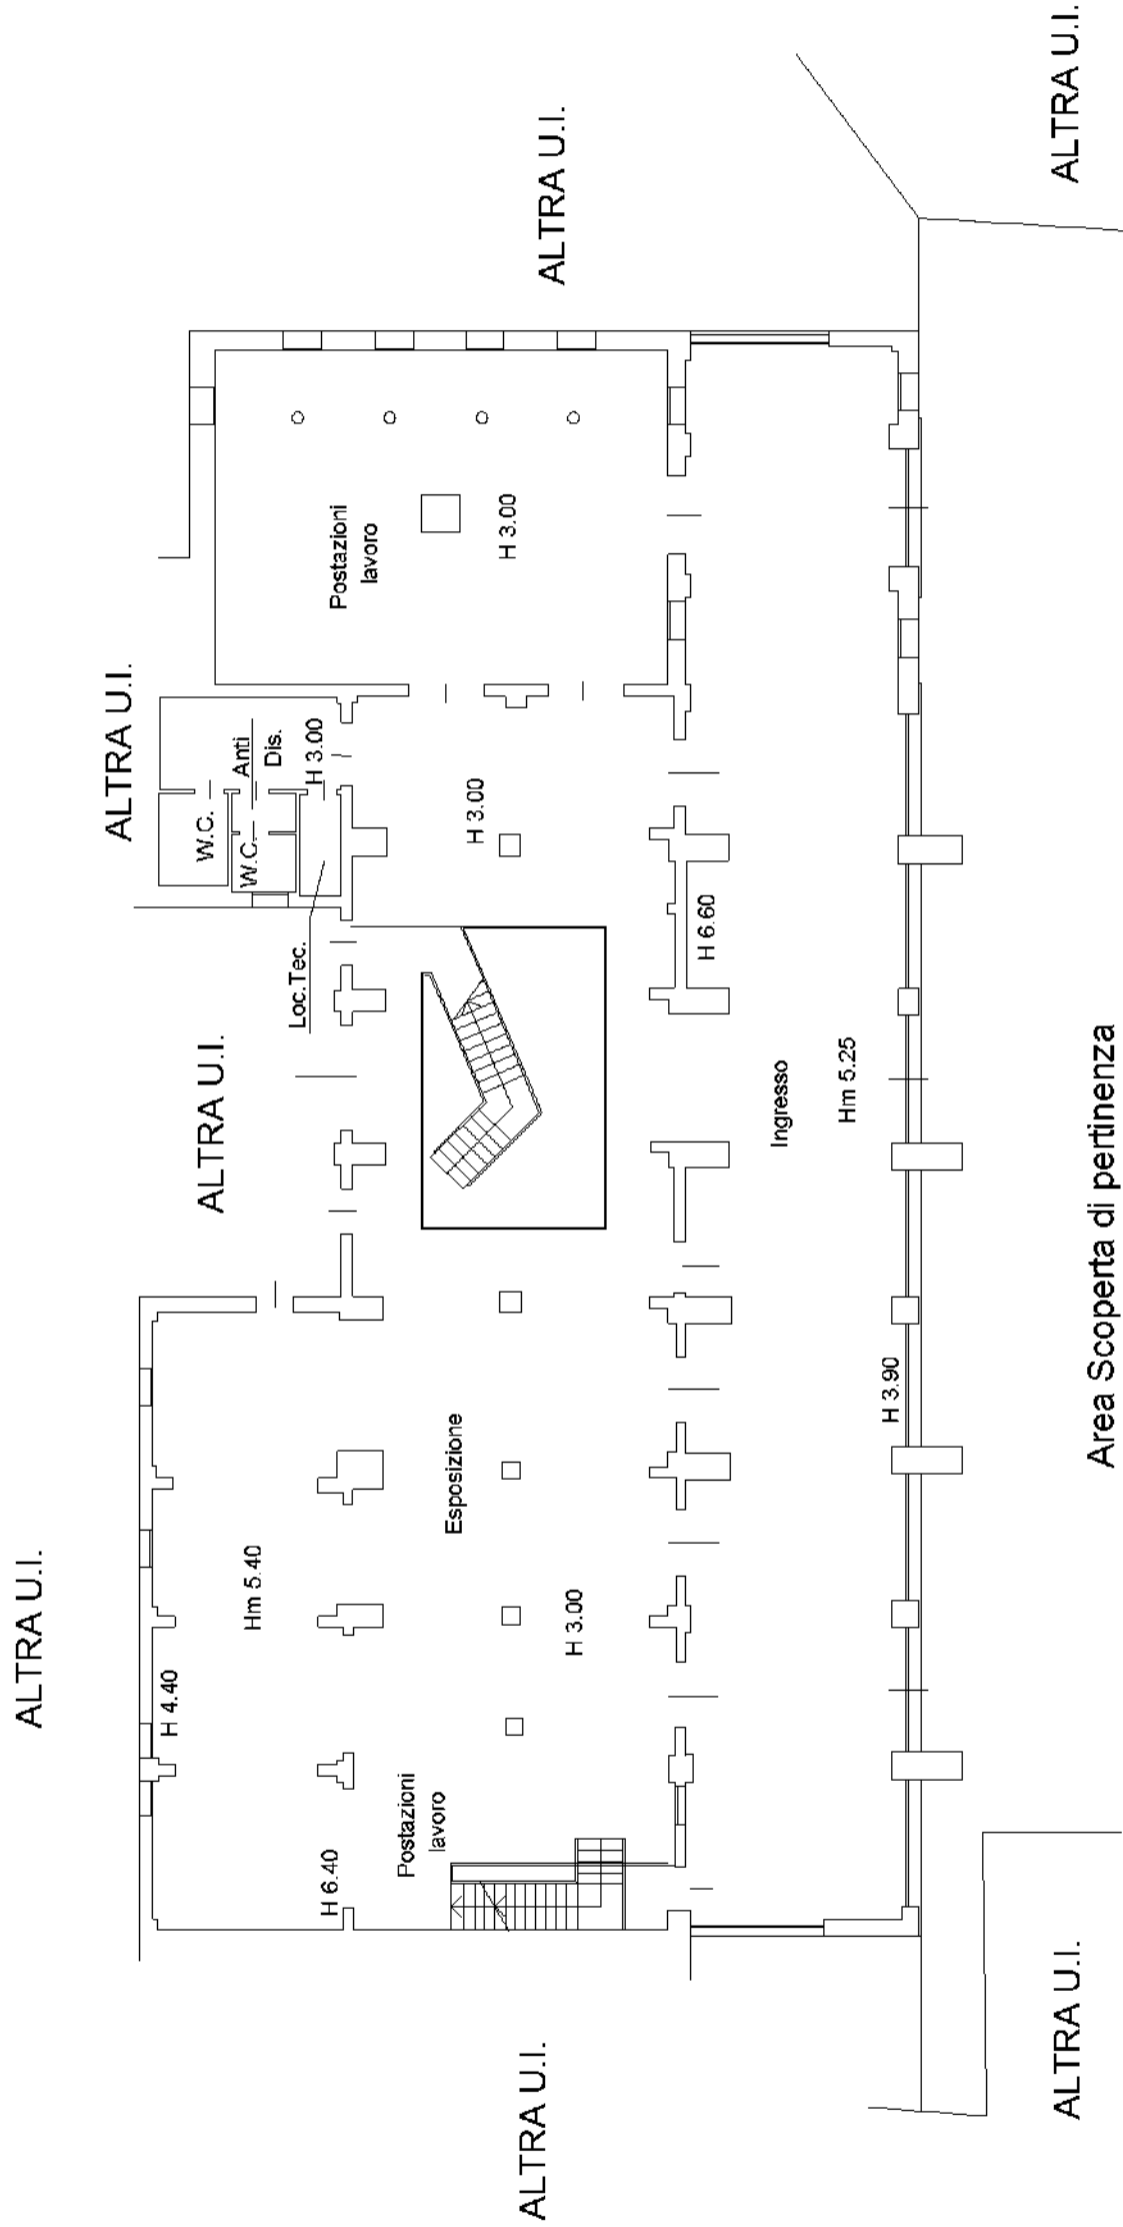 ALTRA U.I.
ALTRA U.I.
ALTRA U.I.
ALTRA U.I.
ALTRA U.I.
ALTRA U.I.
ALTRA U.I.
H 4.40
Hm 5.40
H 6.40
Postazioni
lavoro
Esposizione
H 3.00
Loc.Tec.
W.C.
W.C.
Anti
Dis.
H 3.00
H 3.00
Postazioni
lavoro
H 3.00
H 6.60
Ingresso
Hm 5.25
H 3.90
Area Scoperta di pertinenza